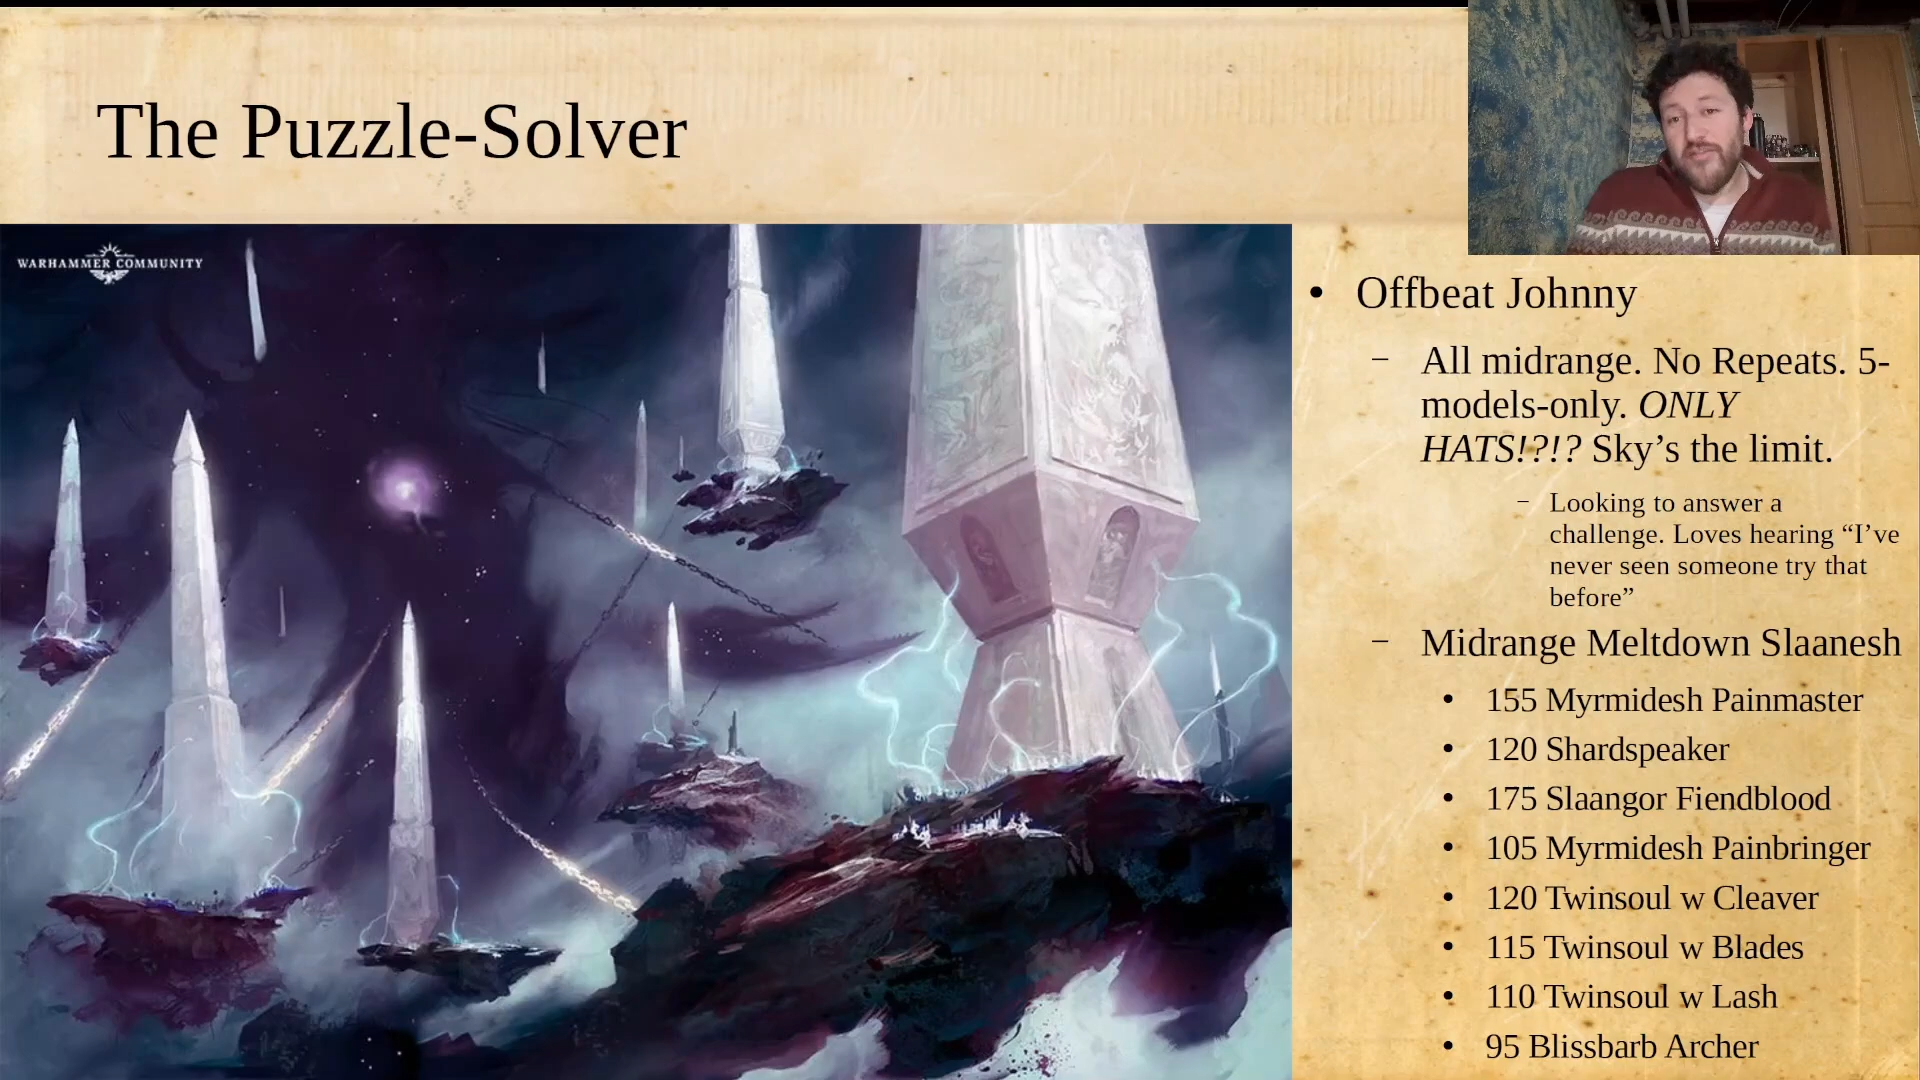 The Puzzle-Solver
WARHAMMER COMMUNITY
• Offbeat Johnny
– All midrange. No Repeats. 5-
models-only. ONLY
HATS!?!? Sky’s the limit.
– Looking to answer a
challenge. Loves hearing “I’ve
never seen someone try that
before”
– Midrange Meltdown Slaanesh
• 155 Myrmidesh Painmaster
• 120 Shardspeaker
• 175 Slaangor Fiendblood
• 105 Myrmidesh Painbringer
• 120 Twinsoul w Cleaver
• 115 Twinsoul w Blades
• 110 Twinsoul w Lash
• 95 Blissbarb Archer